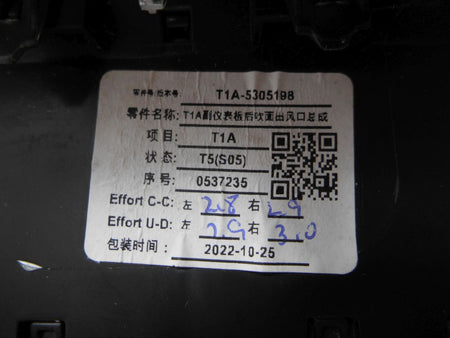 零件号/版本号: T1A-5305198
零件名称: T1A副仪表板后吹面出风口总成
项目: T1A
状态: T5(S05)
序号: 0537235
Effort C-C: 左 2.8 右 2.9
Effort U-D: 左 2.9 右 3.0
包装时间: 2022-10-25